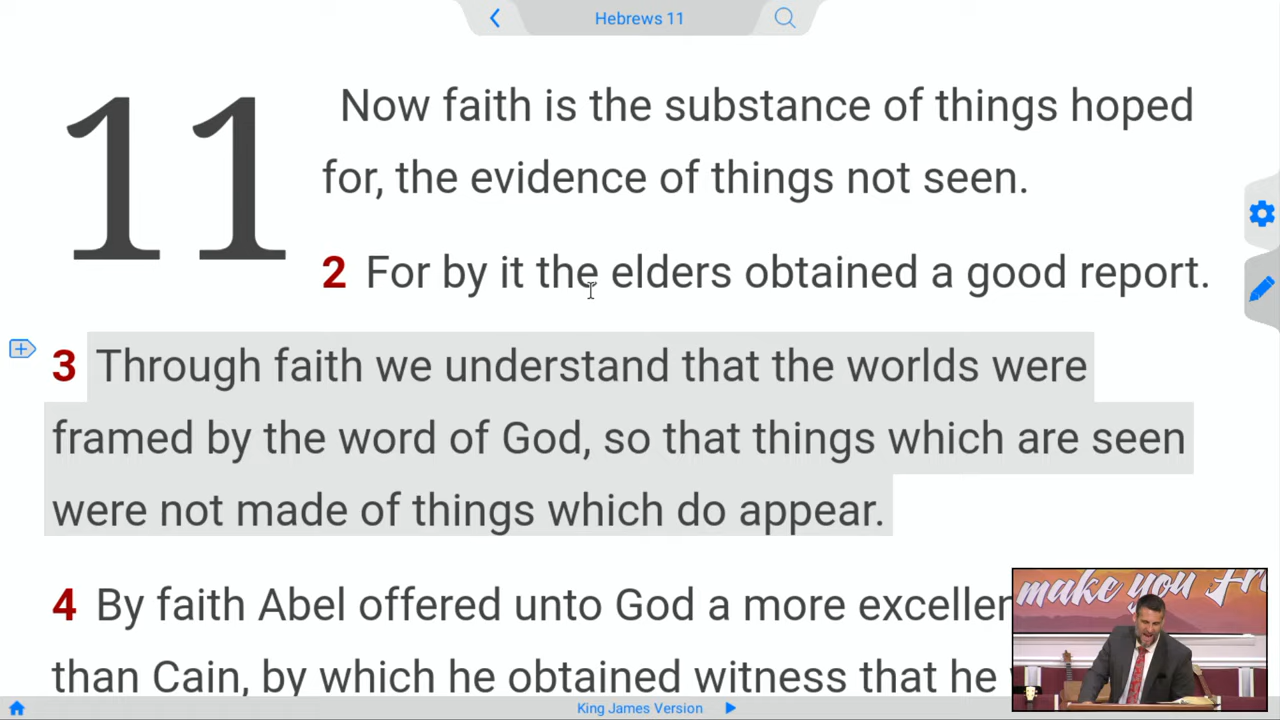 Hebrews 11
11
Now faith is the substance of things hoped
for, the evidence of things not seen.
2 For by it the elders obtained a good report.
3 Through faith we understand that the worlds were
framed by the word of God, so that things which are seen
were not made of things which do appear.
4 By faith Abel offered unto God a more excellen
than Cain, by which he obtained witness that he
make you Fr
King James Version